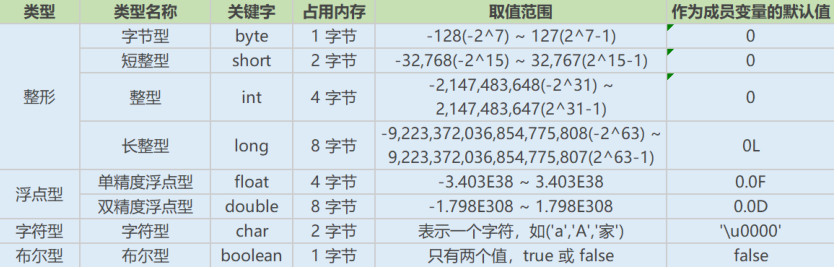 类型 类型名称 关键字 占用内存 取值范围 作为成员变量的默认值
整形 字节型 byte 1 字节 -128(-2^7) ~ 127(2^7-1) 0
短整型 short 2 字节 -32,768(-2^15) ~ 32,767(2^15-1) 0
整型 int 4 字节 -2,147,483,648(-2^31) ~
2,147,483,647(2^31-1) 0
长整型 long 8 字节 -9,223,372,036,854,775,808(-2^63) ~
9,223,372,036,854,775,807(2^63-1) 0L
浮点型 单精度浮点型 float 4 字节 -3.403E38 ~ 3.403E38 0.0F
双精度浮点型 double 8 字节 -1.798E308 ~ 1.798E308 0.0D
字符型 字符型 char 2 字节 表示一个字符，如('a','A','家') '\u0000'
布尔型 布尔型 boolean 1 字节 只有两个值，true 或 false false